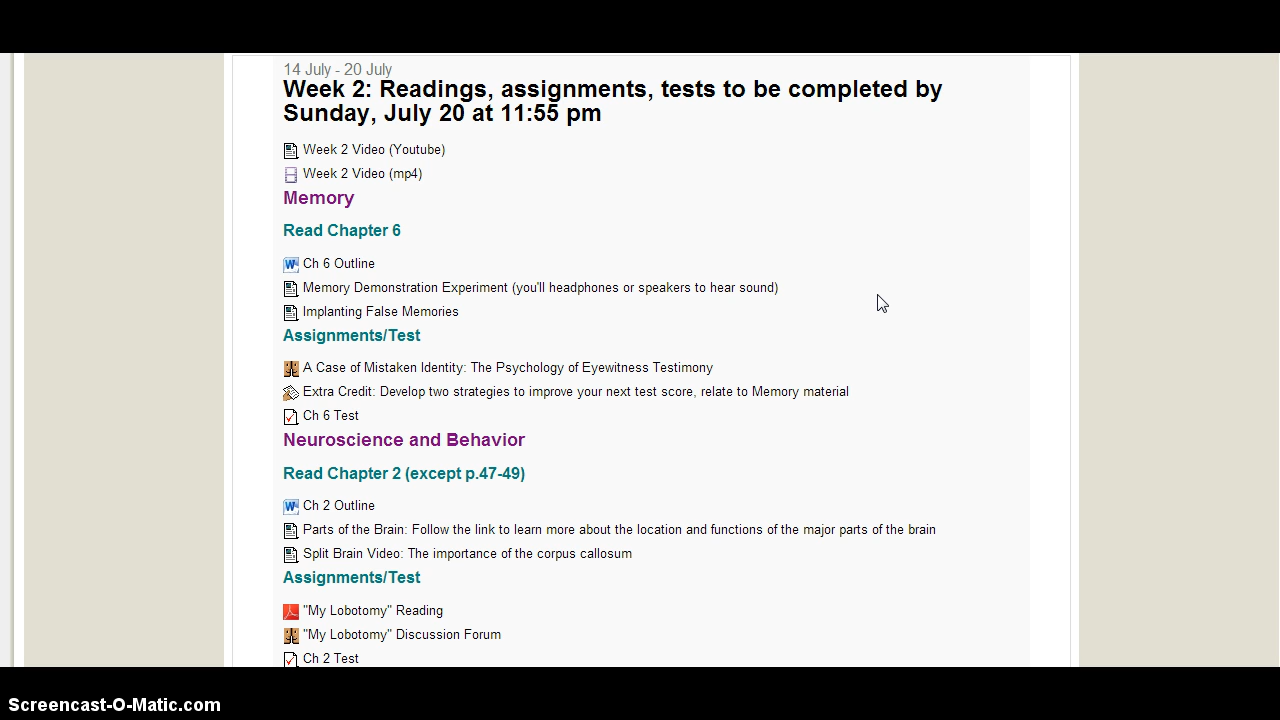 14 July - 20 July
Week 2: Readings, assignments, tests to be completed by
Sunday, July 20 at 11:55 pm
Week 2 Video (Youtube)
Week 2 Video (mp4)
Memory
Read Chapter 6
Ch 6 Outline
Memory Demonstration Experiment (you'll headphones or speakers to hear sound)
Implanting False Memories
Assignments/Test
A Case of Mistaken Identity: The Psychology of Eyewitness Testimony
Extra Credit: Develop two strategies to improve your next test score, relate to Memory material
Ch 6 Test
Neuroscience and Behavior
Read Chapter 2 (except p.47-49)
Ch 2 Outline
Parts of the Brain: Follow the link to learn more about the location and functions of the major parts of the brain
Split Brain Video: The importance of the corpus callosum
Assignments/Test
"My Lobotomy" Reading
"My Lobotomy" Discussion Forum
Ch 2 Test
Screencast-O-Matic.com